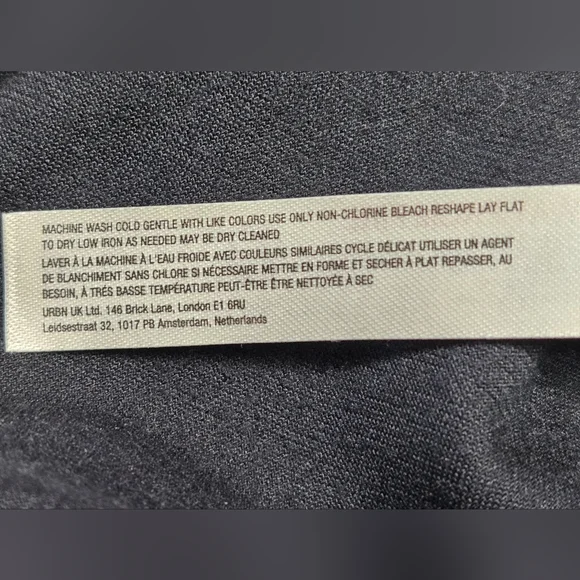 MACHINE WASH COLD GENTLE WITH LIKE COLORS USE ONLY NON-CHLORINE BLEACH RESHAPE LAY FLAT
TO DRY LOW IRON AS NEEDED MAY BE DRY CLEANED
LAVER À LA MACHINE À L'EAU FROIDE AVEC COULEURS SIMILAIRES CYCLE DÉLICAT UTILISER UN AGENT
DE BLANCHIMENT SANS CHLORE SI NÉCESSAIRE METTRE EN FORME ET SECHER À PLAT REPASSER, AU
BESOIN, À TRÉS BASSE TEMPÉRATURE PEUT-ÊTRE ÊTRE NETTOYÉE À SEC
URBN UK Ltd. 146 Brick Lane, London E1 6RU
Leidsestraat 32, 1017 PB Amsterdam, Netherlands